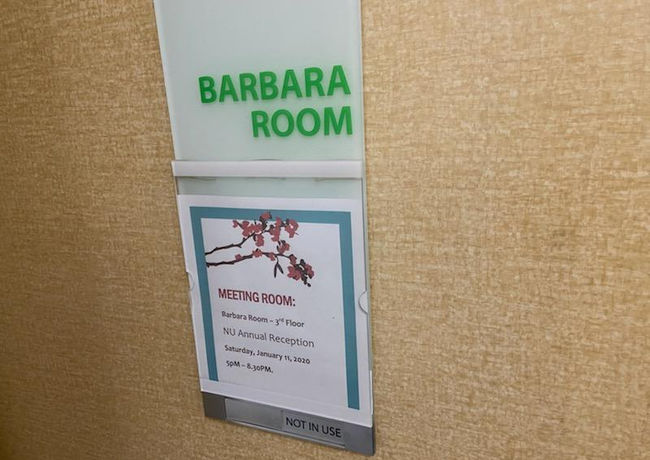 BARBARA
ROOM
MEETING ROOM:
Barbara Room – 3rd Floor
NU Annual Reception
Saturday, January 11, 2020
5pM – 8.30PM.
NOT IN USE